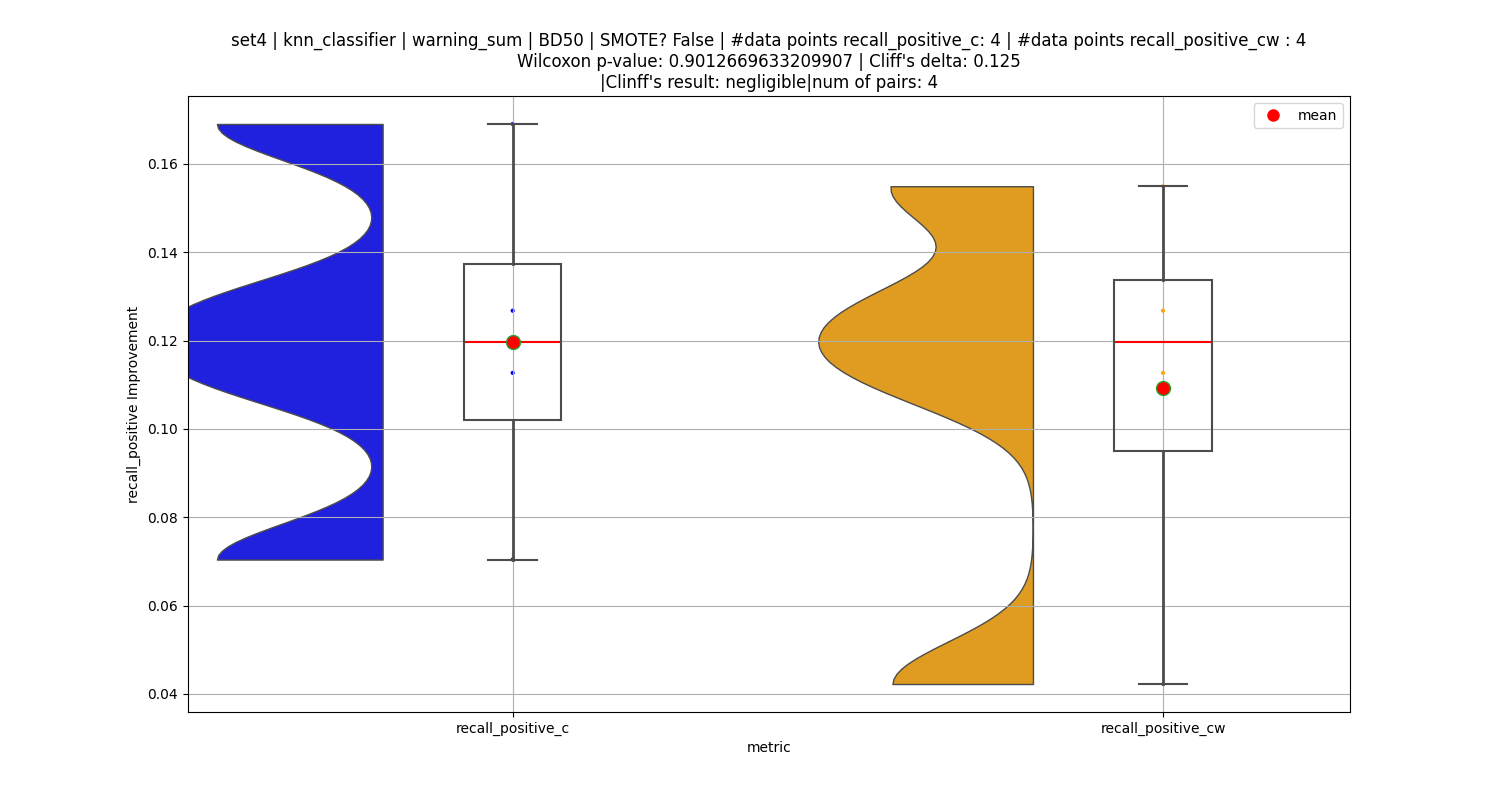 set4 | knn_classifier | warning_sum | BD50 | SMOTE? False | #data points recall_positive_c: 4 | #data points recall_positive_cw : 4
Wilcoxon p-value: 0.9012669633209907 | Cliff's delta: 0.125
|Clinff's result: negligible|num of pairs: 4
mean
0.16
0.14
0.12
0.10
0.08
0.06
0.04
recall_positive Improvement
recall_positive_c
recall_positive_cw
metric